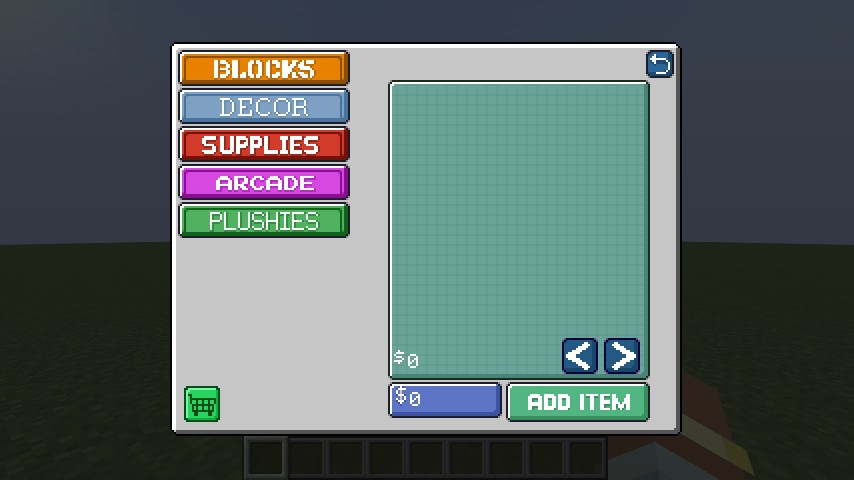 BLOCKS
DECOR
SUPPLIES
ARCADE
PLUSHIES
$0
$0
ADD ITEM